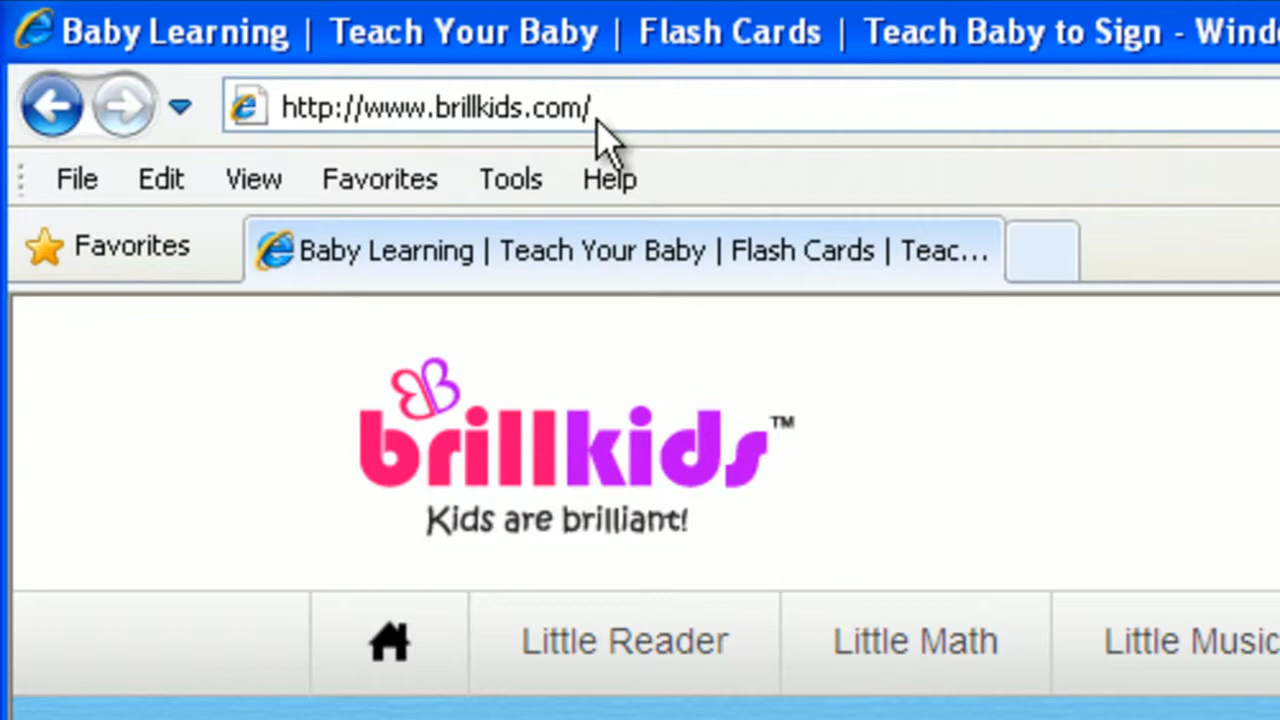 Baby Learning | Teach Your Baby | Flash Cards | Teach Baby to Sign -
http://www.brillkids.com/
File Edit View Favorites Tools Help
Favorites Baby Learning | Teach Your Baby | Flash Cards | Teac...
brillkids™
Kids are brilliant!
Little Reader Little Math Little Music